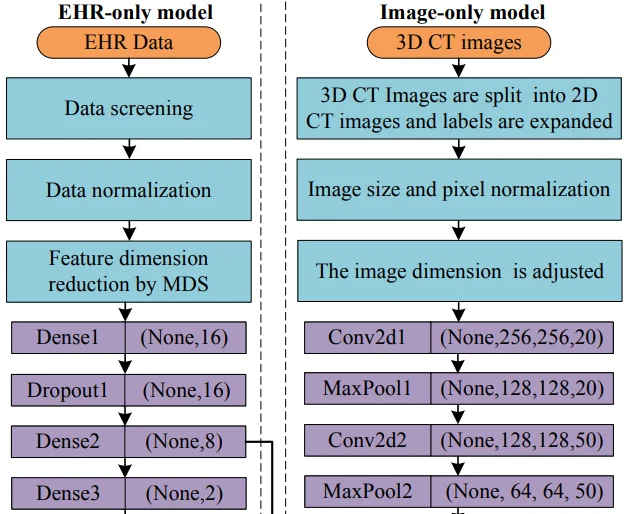 EHR-only model
EHR Data
Data screening
Data normalization
Feature dimension
reduction by MDS
Dense1 (None,16)
Dropout1 (None,16)
Dense2 (None,8)
Dense3 (None,2)
Image-only model
3D CT images
3D CT Images are split into 2D
CT images and labels are expanded
Image size and pixel normalization
The image dimension is adjusted
Conv2d1 (None,256,256,20)
MaxPool1 (None,128,128,20)
Conv2d2 (None,128,128,50)
MaxPool2 (None, 64, 64, 50)